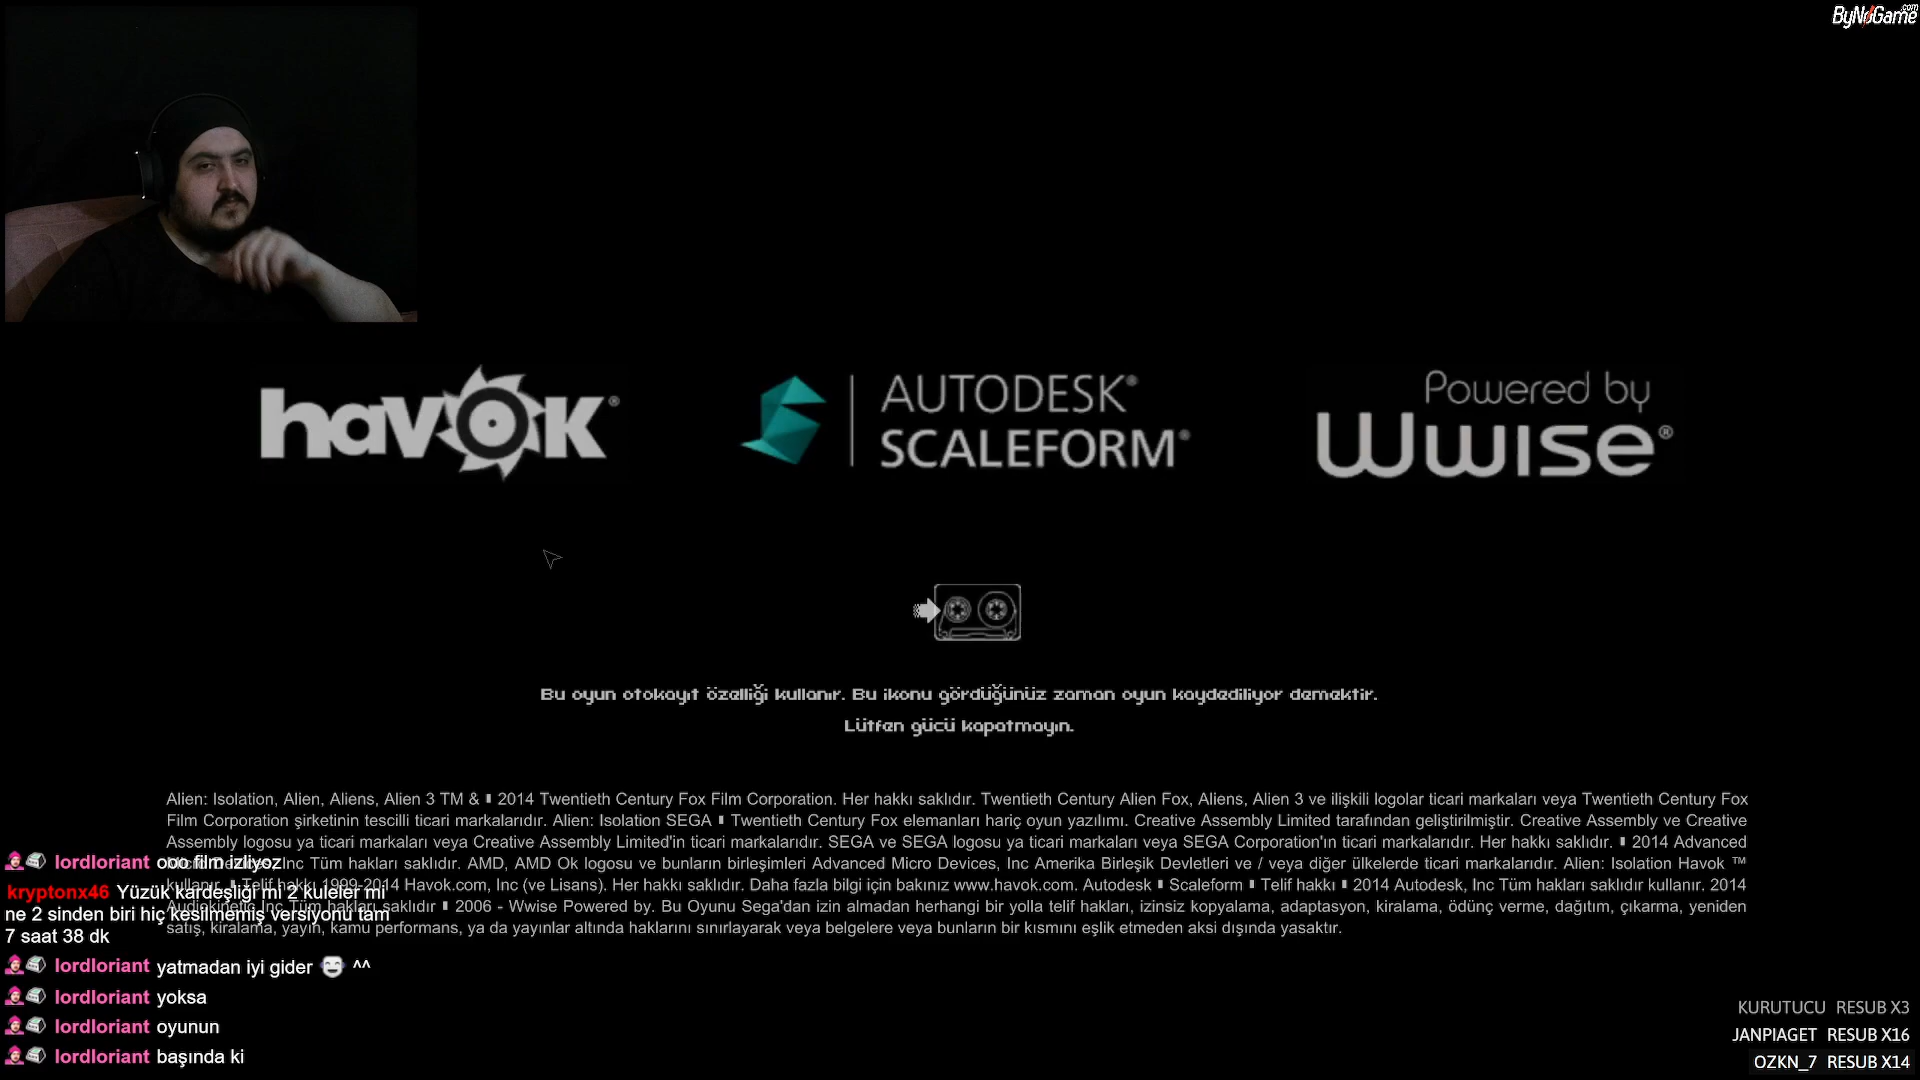 ByNoGame.com
havok®
AUTODESK®
SCALEFORM®
Powered by
Wwise®
Bu oyun otokayıt özelliği kullanır. Bu ikonu gördüğünüz zaman oyun kaydediliyor demektir.
Lütfen gücü kapatmayın.
Alien: Isolation, Alien, Aliens, Alien 3 TM & ▮ 2014 Twentieth Century Fox Film Corporation. Her hakkı saklıdır. Twentieth Century Alien Fox, Aliens, Alien 3 ve ilişkili logolar ticari markaları veya Twentieth Century Fox
Film Corporation şirketinin tescilli ticari markalarıdır. Alien: Isolation SEGA ▮ Twentieth Century Fox elemanları hariç oyun yazılımı. Creative Assembly Limited tarafından geliştirilmiştir. Creative Assembly ve Creative
Assembly logosu ya ticari markaları veya Creative Assembly Limited'in ticari markalarıdır. SEGA ve SEGA logosu ya ticari markaları veya SEGA Corporation'ın ticari markalarıdır. Her hakkı saklıdır. ▮ 2014 Advanced
Inc Tüm hakları saklıdır. AMD, AMD Ok logosu ve bunların birleşimleri Advanced Micro Devices, Inc Amerika Birleşik Devletleri ve / veya diğer ülkelerde ticari markalarıdır. Alien: Isolation Havok ™
kullanır. ▮ Telif hakkı 1999-2014 Havok.com, Inc (ve Lisans). Her hakkı saklıdır. Daha fazla bilgi için bakınız www.havok.com. Autodesk ▮ Scaleform ▮ Telif hakkı ▮ 2014 Autodesk, Inc Tüm hakları saklıdır kullanır. 2014
Audiokinetic Inc. Tüm hakları saklıdır ▮ 2006 - Wwise Powered by. Bu Oyunu Sega'dan izin almadan herhangi bir yolla telif hakları, izinsiz kopyalama, adaptasyon, kiralama, ödünç verme, dağıtım, çıkarma, yeniden
satış, kiralama, yayın, kamu performans, ya da yayınlar altında haklarını sınırlayarak veya belgelere veya bunların bir kısmını eşlik etmeden aksi dışında yasaktır.
lordloriant ooo film izliyoz
kryptonx46 Yüzük kardeşliği mi 2 kuleler mi
ne 2 sinden biri hiç kesilmemiş versiyonu tam
7 saat 38 dk
lordloriant yatmadan iyi gider ^^
lordloriant yoksa
lordloriant oyunun
lordloriant başında ki
KURUTUCU RESUB X3
JANPIAGET RESUB X16
OZKN_7 RESUB X14